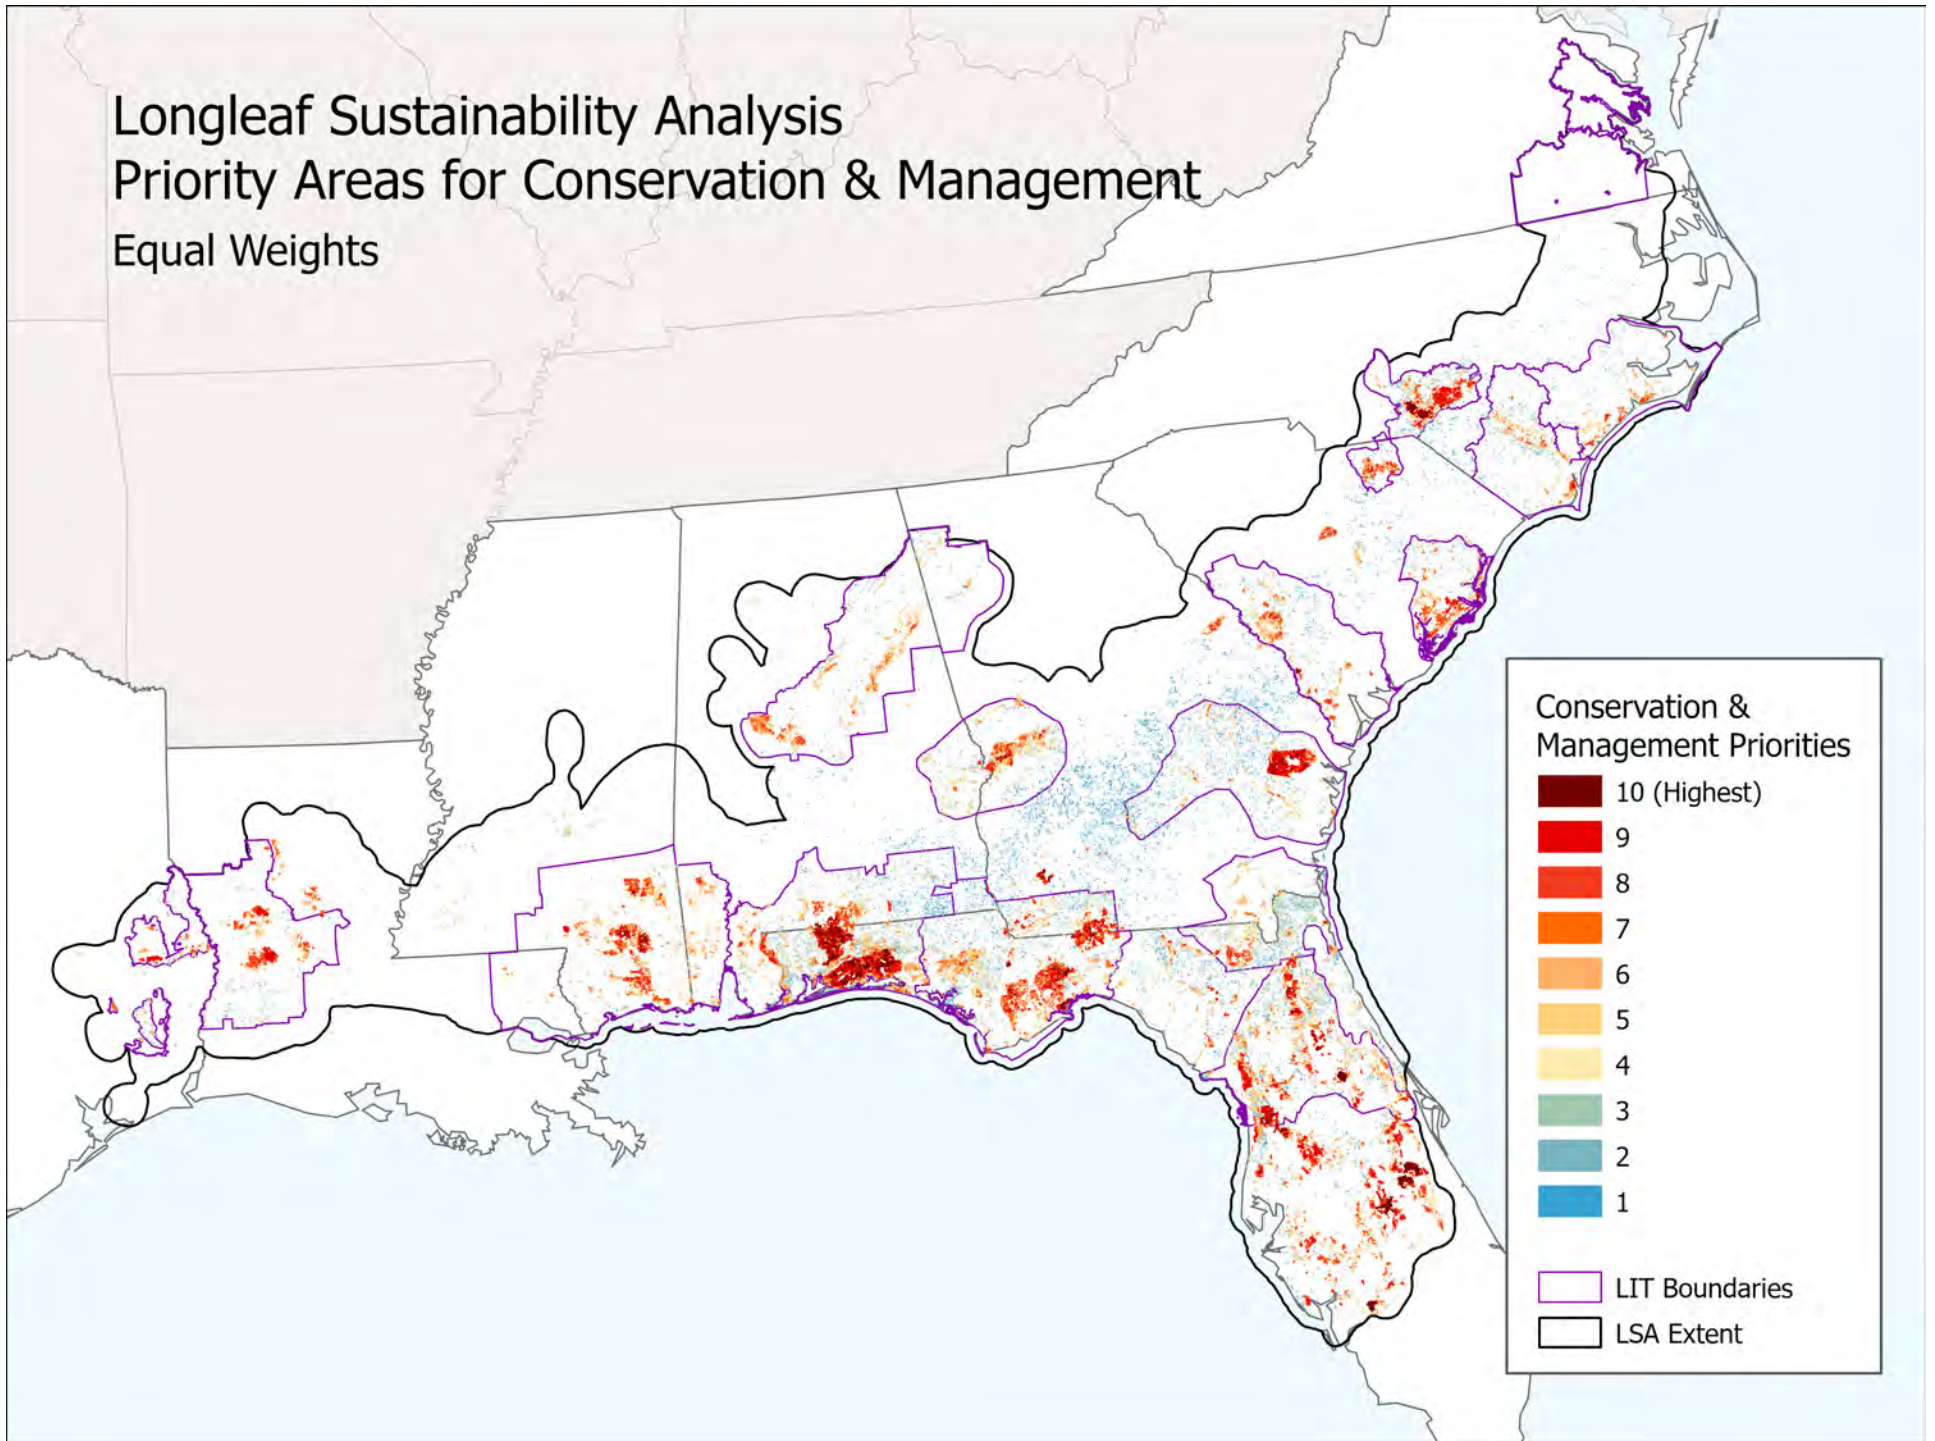 Longleaf Sustainability Analysis
Priority Areas for Conservation & Management
Equal Weights
Conservation &
Management Priorities
10 (Highest)
9
8
7
6
5
4
3
2
1
LIT Boundaries
LSA Extent